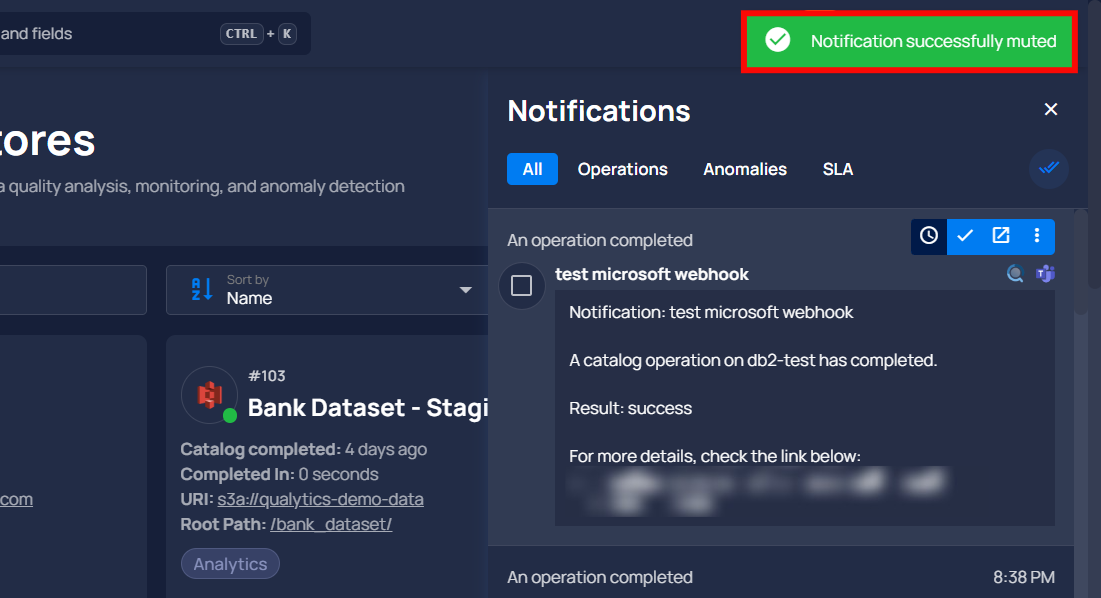 and fields
CTRL + K
Notification successfully muted
tores
a quality analysis, monitoring, and anomaly detection
Sort by
Name
#103
Bank Dataset - Stagi
Catalog completed: 4 days ago
Completed In: 0 seconds
URI: s3a://qualytics-demo-data
Root Path: /bank_dataset/
Analytics
com
Notifications
All
Operations
Anomalies
SLA
An operation completed
test microsoft webhook
Notification: test microsoft webhook
A catalog operation on db2-test has completed.
Result: success
For more details, check the link below:
An operation completed
8:38 PM